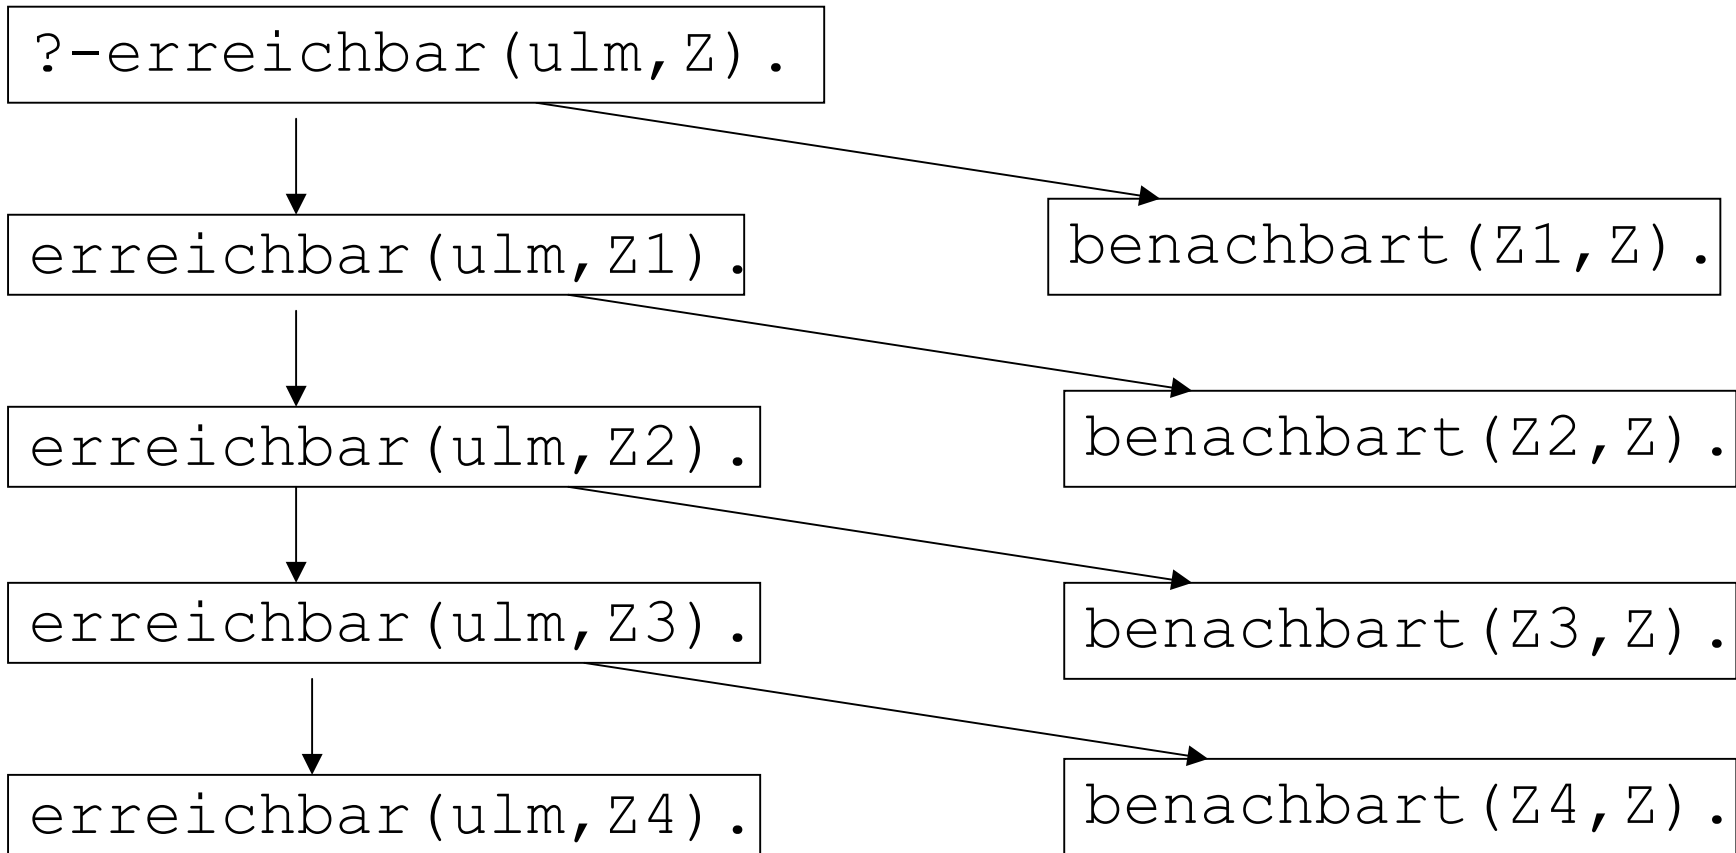 ?-erreichbar(ulm,Z).
erreichbar(ulm,Z1).
benachbart(Z1,Z).
erreichbar(ulm,Z2).
benachbart(Z2,Z).
erreichbar(ulm,Z3).
benachbart(Z3,Z).
erreichbar(ulm,Z4).
benachbart(Z4,Z).